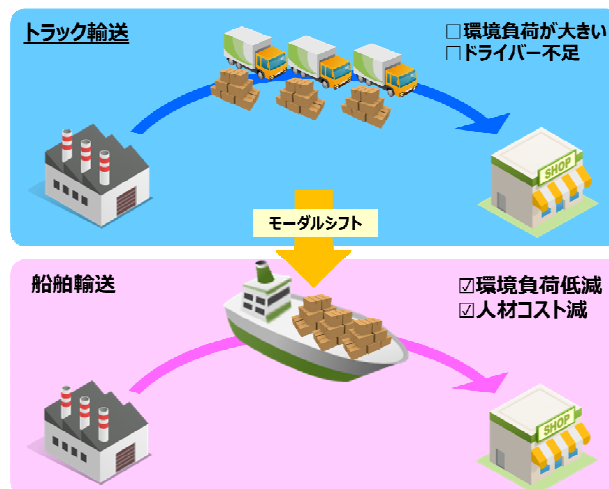 トラック輸送
□環境負荷が大きい
□ドライバー不足
SHOP
モーダルシフト
船舶輸送
☑環境負荷低減
☑人材コスト減
SHOP